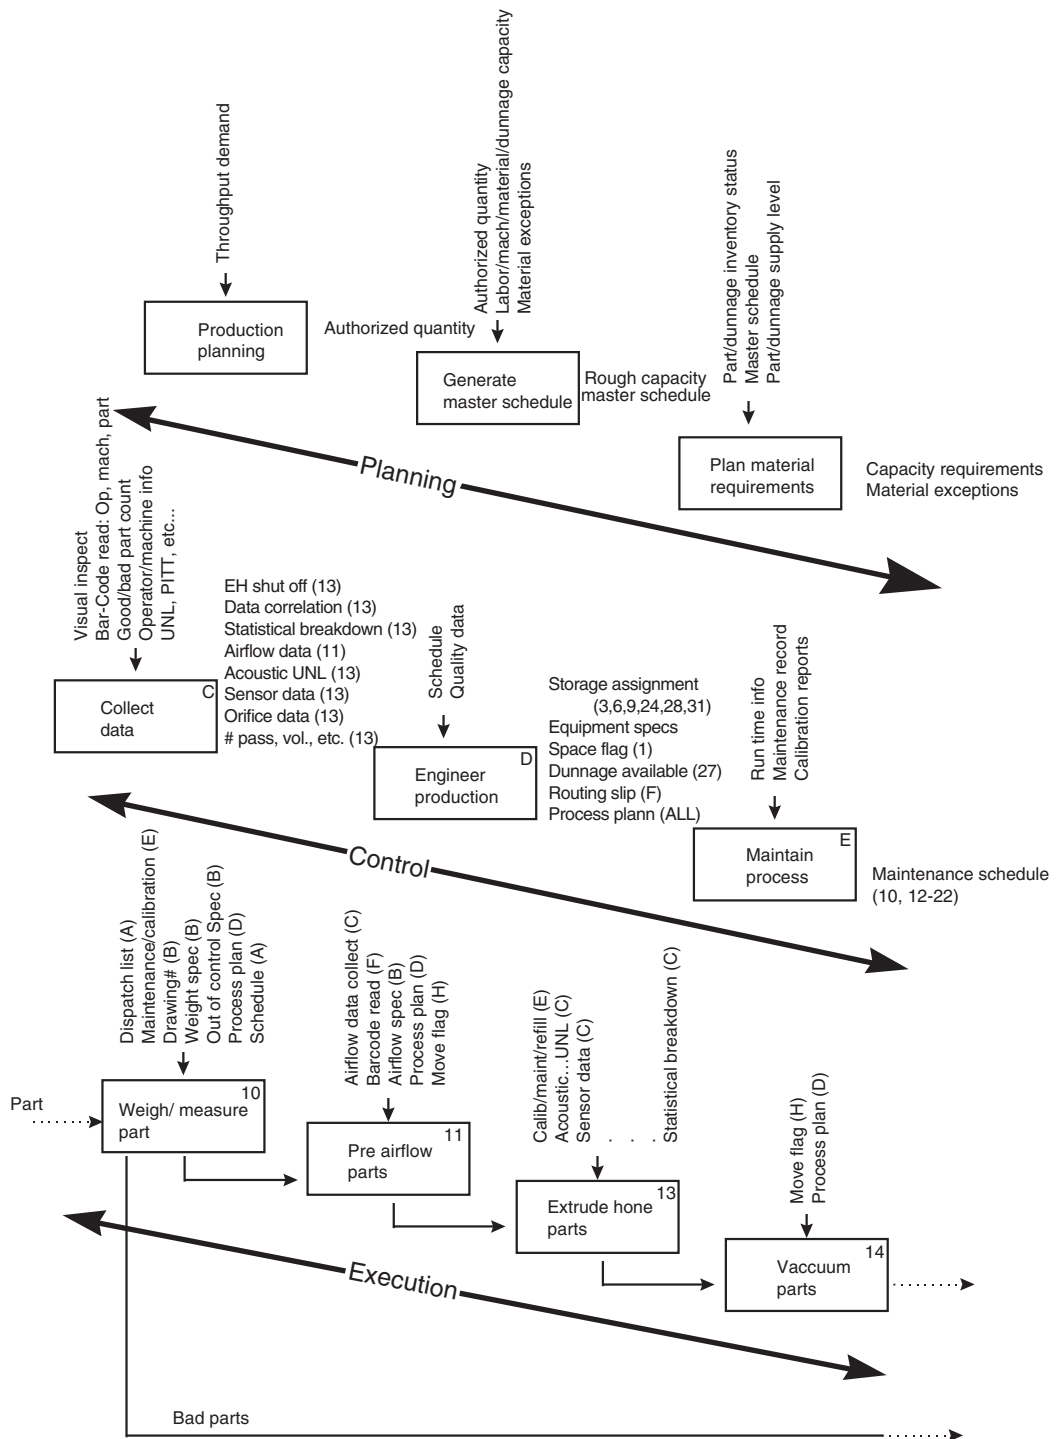 Throughput demand
Production
planning
Authorized quantity
Authorized quantity
Labor/mach/material/dunnage capacity
Material exceptions
Generate
master schedule
Rough capacity
master schedule
Part/dunnage inventory status
Master schedule
Part/dunnage supply level
Plan material
requirements
Capacity requirements
Material exceptions
Planning
Visual inspect
Bar-Code read: Op, mach, part
Good/bad part count
Operator/machine info
UNL, PITT, etc...
C
Collect
data
EH shut off (13)
Data correlation (13)
Statistical breakdown (13)
Airflow data (11)
Acoustic UNL (13)
Sensor data (13)
Orifice data (13)
# pass, vol., etc. (13)
Schedule
Quality data
D
Engineer
production
Storage assignment
(3,6,9,24,28,31)
Equipment specs
Space flag (1)
Dunnage available (27)
Routing slip (F)
Process plann (ALL)
Run time info
Maintenance record
Calibration reports
E
Maintain
process
Maintenance schedule
(10, 12-22)
Control
Dispatch list (A)
Maintenance/calibration (E)
Drawing# (B)
Weight spec (B)
Out of control Spec (B)
Process plan (D)
Schedule (A)
Part
10
Weigh/ measure
part
Airflow data collect (C)
Barcode read (F)
Airflow spec (B)
Process plan (D)
Move flag (H)
11
Pre airflow
parts
Calib/maint/refill (E)
Acoustic...UNL (C)
Sensor data (C)
. . .
Statistical breakdown (C)
13
Extrude hone
parts
Move flag (H)
Process plan (D)
14
Vaccuum
parts
Execution
Bad parts